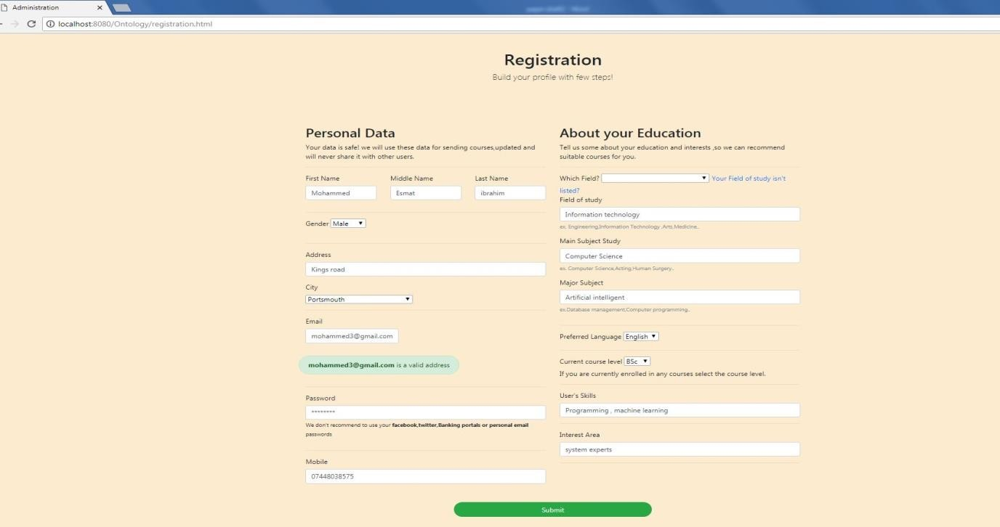 Administration
localhost:8080/Ontology/registration.html
Registration
Build your profile with few steps!
Personal Data
Your data is safe! we will use these data for sending courses,updated and
will never share it with other users.
First Name Middle Name Last Name
Mohammed Esmat ibrahim
Gender Male
Address
Kings road
City
Portsmouth
Email
mohammed3@gmail.com
mohammed3@gmail.com is a valid address
Password
********
We don't recommend to use your facebook,twitter,Banking portals or personal email
passwords
Mobile
07448038575
About your Education
Tell us some about your education and interests ,so we can recommend
suitable courses for you.
Which Field? Your Field of study isn't
listed?
Field of study
Information technology
ex. Engineering,Information Technology ,Arts,Medicine..
Main Subject Study
Computer Science
ex. Computer Science,Acting,Human Surgery..
Major Subject
Artificial intelligent
ex.Database management,Computer programming..
Preferred Language English
Current course level BSc
If you are currently enrolled in any courses select the course level.
User's Skills
Programming , machine learning
Interest Area
system experts
Submit